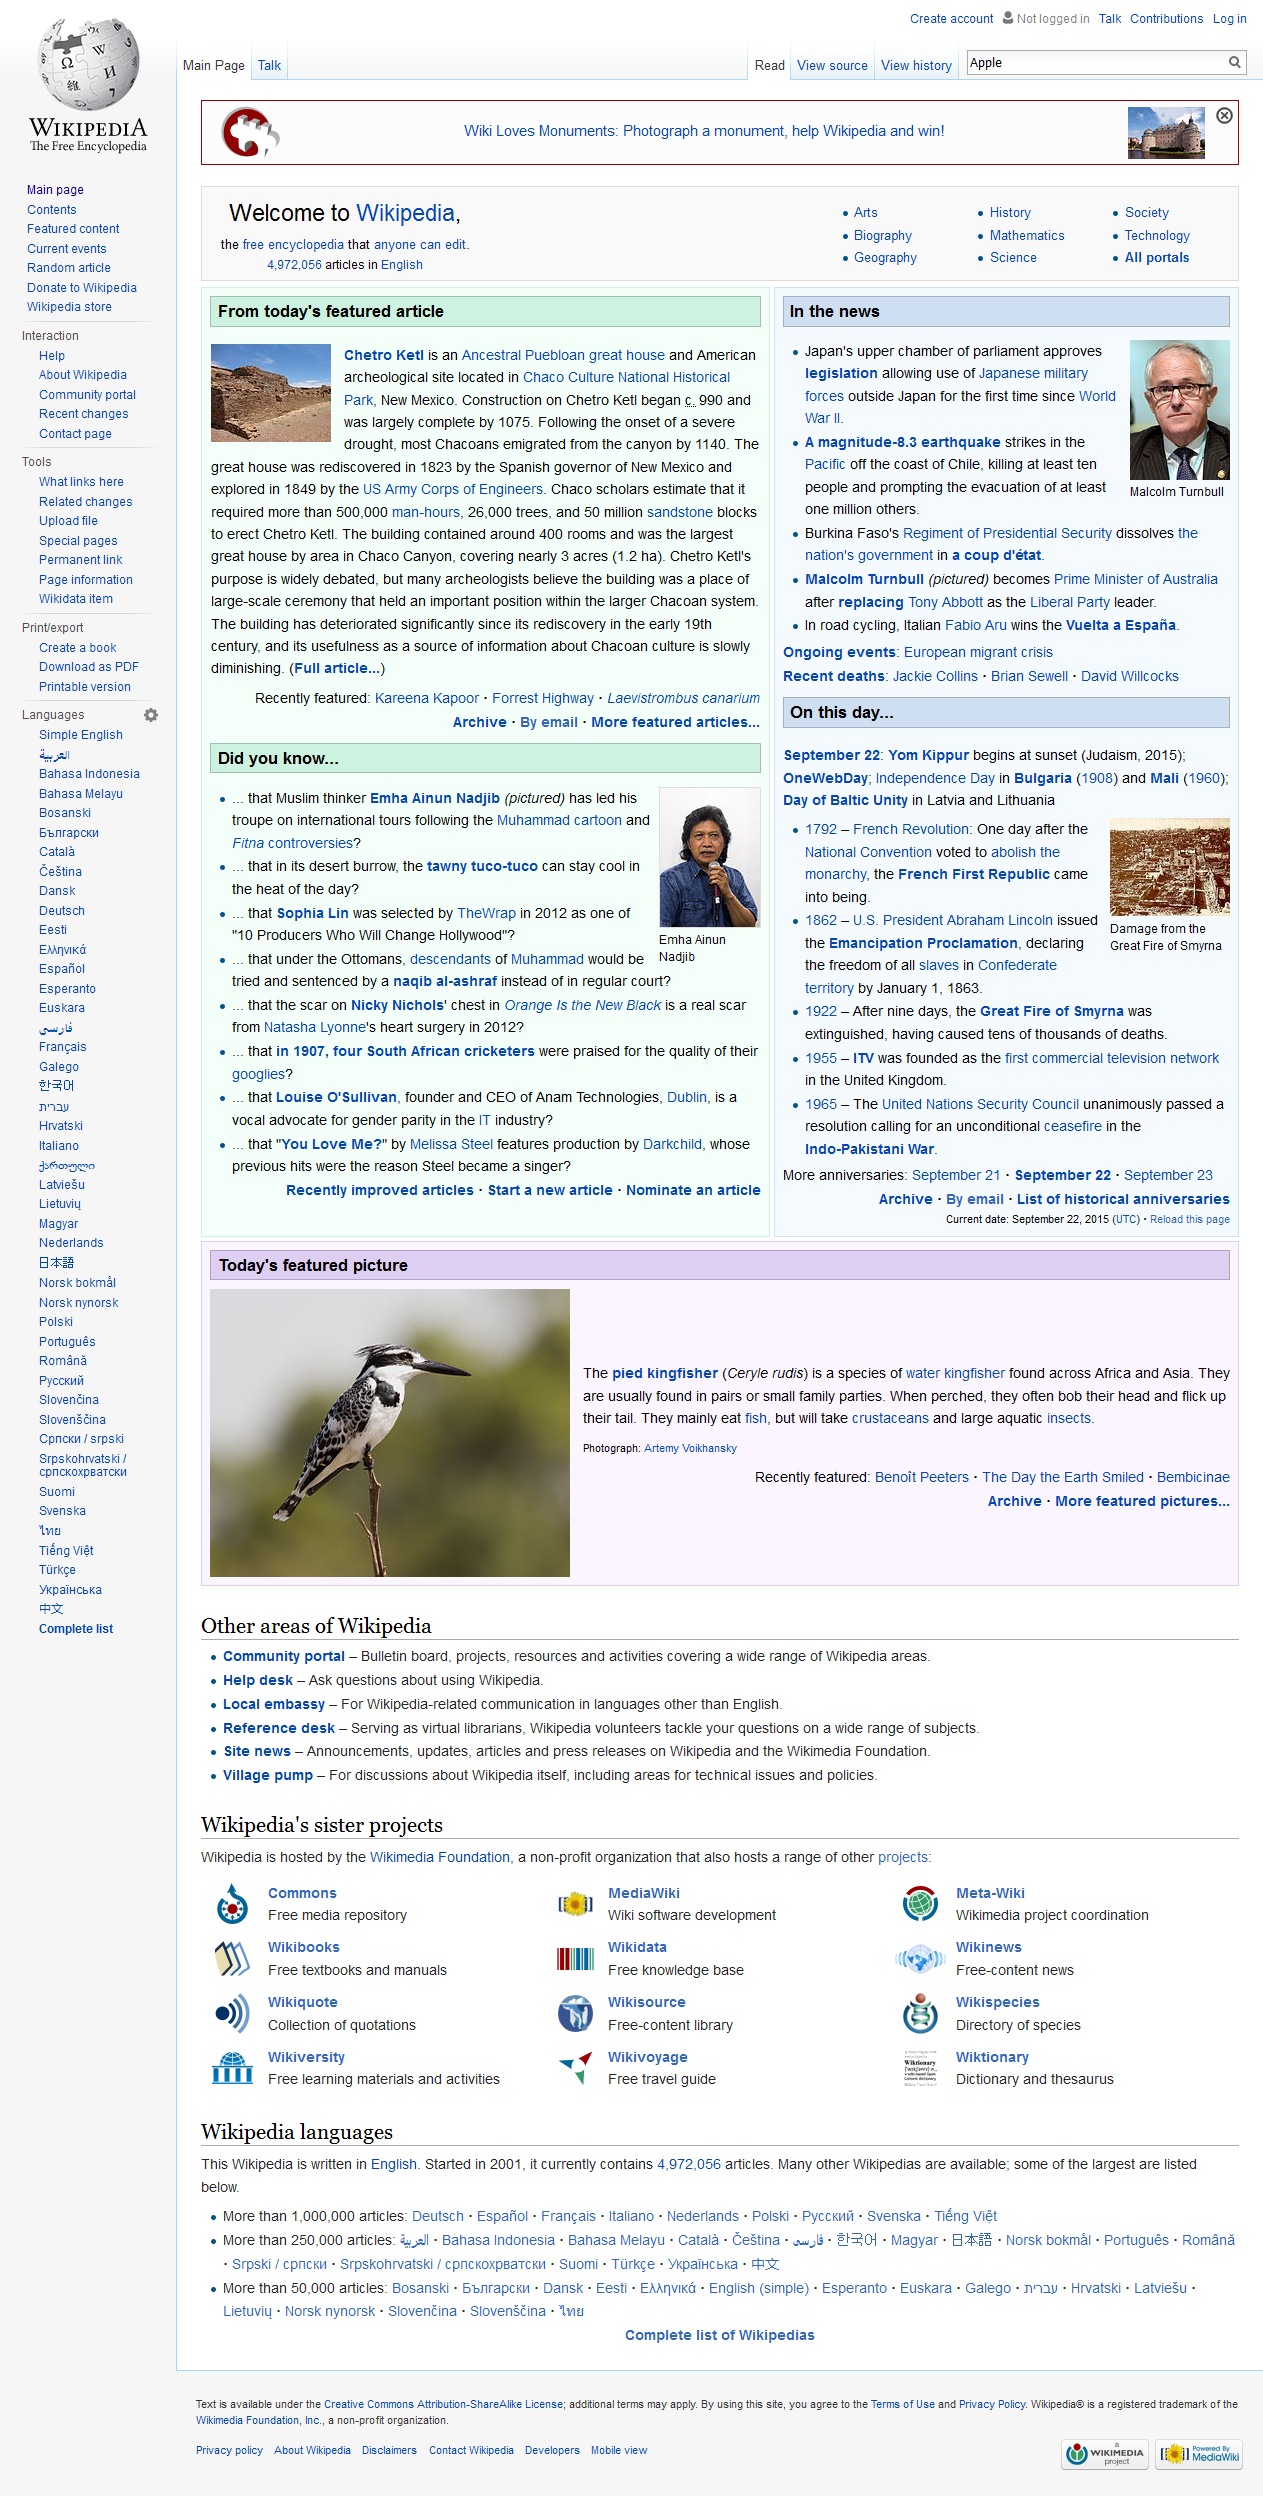 Create account Not logged in Talk Contributions Log in
Main Page Talk Read View source View history Apple
WIKIPEDIA
The Free Encyclopedia
Main page
Contents
Featured content
Current events
Random article
Donate to Wikipedia
Wikipedia store
Interaction
Help
About Wikipedia
Community portal
Recent changes
Contact page
Tools
What links here
Related changes
Upload file
Special pages
Permanent link
Page information
Wikidata item
Print/export
Create a book
Download as PDF
Printable version
Languages
Simple English
العربية
Bahasa Indonesia
Bahasa Melayu
Bosanski
Български
Català
Čeština
Dansk
Deutsch
Eesti
Ελληνικά
Español
Esperanto
Euskara
فارسی
Français
Galego
한국어
עברית
Hrvatski
Italiano
ქართული
Latviešu
Lietuvių
Magyar
Nederlands
日本語
Norsk bokmål
Norsk nynorsk
Polski
Português
Română
Русский
Slovenčina
Slovenščina
Српски / srpski
Srpskohrvatski /
српскохрватски
Suomi
Svenska
ไทย
Tiếng Việt
Türkçe
Українська
中文
Complete list
Wiki Loves Monuments: Photograph a monument, help Wikipedia and win!
Welcome to Wikipedia,
the free encyclopedia that anyone can edit.
4,972,056 articles in English
Arts
Biography
Geography
History
Mathematics
Science
Society
Technology
All portals
From today's featured article
Chetro Ketl is an Ancestral Puebloan great house and American
archeological site located in Chaco Culture National Historical
Park, New Mexico. Construction on Chetro Ketl began c. 990 and
was largely complete by 1075. Following the onset of a severe
drought, most Chacoans emigrated from the canyon by 1140. The
great house was rediscovered in 1823 by the Spanish governor of New Mexico and
explored in 1849 by the US Army Corps of Engineers. Chaco scholars estimate that it
required more than 500,000 man-hours, 26,000 trees, and 50 million sandstone blocks
to erect Chetro Ketl. The building contained around 400 rooms and was the largest
great house by area in Chaco Canyon, covering nearly 3 acres (1.2 ha). Chetro Ketl's
purpose is widely debated, but many archeologists believe the building was a place of
large-scale ceremony that held an important position within the larger Chacoan system.
The building has deteriorated significantly since its rediscovery in the early 19th
century, and its usefulness as a source of information about Chacoan culture is slowly
diminishing. (Full article...)
Recently featured: Kareena Kapoor · Forrest Highway · Laevistrombus canarium
Archive · By email · More featured articles...
Did you know...
... that Muslim thinker Emha Ainun Nadjib (pictured) has led his
troupe on international tours following the Muhammad cartoon and
Fitna controversies?
... that in its desert burrow, the tawny tuco-tuco can stay cool in
the heat of the day?
... that Sophia Lin was selected by TheWrap in 2012 as one of
"10 Producers Who Will Change Hollywood"?
... that under the Ottomans, descendants of Muhammad would be
tried and sentenced by a naqib al-ashraf instead of in regular court?
... that the scar on Nicky Nichols' chest in Orange Is the New Black is a real scar
from Natasha Lyonne's heart surgery in 2012?
... that in 1907, four South African cricketers were praised for the quality of their
googlies?
... that Louise O'Sullivan, founder and CEO of Anam Technologies, Dublin, is a
vocal advocate for gender parity in the IT industry?
... that "You Love Me?" by Melissa Steel features production by Darkchild, whose
previous hits were the reason Steel became a singer?
Emha Ainun
Nadjib
Recently improved articles · Start a new article · Nominate an article
In the news
Japan's upper chamber of parliament approves
legislation allowing use of Japanese military
forces outside Japan for the first time since World
War II.
A magnitude-8.3 earthquake strikes in the
Pacific off the coast of Chile, killing at least ten
people and prompting the evacuation of at least
one million others.
Malcolm Turnbull
Burkina Faso's Regiment of Presidential Security dissolves the
nation's government in a coup d'état.
Malcolm Turnbull (pictured) becomes Prime Minister of Australia
after replacing Tony Abbott as the Liberal Party leader.
In road cycling, Italian Fabio Aru wins the Vuelta a España.
Ongoing events: European migrant crisis
Recent deaths: Jackie Collins · Brian Sewell · David Willcocks
On this day...
September 22: Yom Kippur begins at sunset (Judaism, 2015);
OneWebDay; Independence Day in Bulgaria (1908) and Mali (1960);
Day of Baltic Unity in Latvia and Lithuania
1792 – French Revolution: One day after the
National Convention voted to abolish the
monarchy, the French First Republic came
into being.
1862 – U.S. President Abraham Lincoln issued
the Emancipation Proclamation, declaring
the freedom of all slaves in Confederate
territory by January 1, 1863.
Damage from the
Great Fire of Smyrna
1922 – After nine days, the Great Fire of Smyrna was
extinguished, having caused tens of thousands of deaths.
1955 – ITV was founded as the first commercial television network
in the United Kingdom.
1965 – The United Nations Security Council unanimously passed a
resolution calling for an unconditional ceasefire in the
Indo-Pakistani War.
More anniversaries: September 21 · September 22 · September 23
Archive · By email · List of historical anniversaries
Current date: September 22, 2015 (UTC) · Reload this page
Today's featured picture
The pied kingfisher (Ceryle rudis) is a species of water kingfisher found across Africa and Asia. They
are usually found in pairs or small family parties. When perched, they often bob their head and flick up
their tail. They mainly eat fish, but will take crustaceans and large aquatic insects.
Photograph: Artemy Voikhansky
Recently featured: Benoît Peeters · The Day the Earth Smiled · Bembicinae
Archive · More featured pictures...
Other areas of Wikipedia
Community portal – Bulletin board, projects, resources and activities covering a wide range of Wikipedia areas.
Help desk – Ask questions about using Wikipedia.
Local embassy – For Wikipedia-related communication in languages other than English.
Reference desk – Serving as virtual librarians, Wikipedia volunteers tackle your questions on a wide range of subjects.
Site news – Announcements, updates, articles and press releases on Wikipedia and the Wikimedia Foundation.
Village pump – For discussions about Wikipedia itself, including areas for technical issues and policies.
Wikipedia's sister projects
Wikipedia is hosted by the Wikimedia Foundation, a non-profit organization that also hosts a range of other projects:
Commons
Free media repository
MediaWiki
Wiki software development
Meta-Wiki
Wikimedia project coordination
Wikibooks
Free textbooks and manuals
Wikidata
Free knowledge base
Wikinews
Free-content news
Wikiquote
Collection of quotations
Wikisource
Free-content library
Wikispecies
Directory of species
Wikiversity
Free learning materials and activities
Wikivoyage
Free travel guide
Wiktionary
Wiktionary
Dictionary and thesaurus
Wikipedia languages
This Wikipedia is written in English. Started in 2001, it currently contains 4,972,056 articles. Many other Wikipedias are available; some of the largest are listed
below.
More than 1,000,000 articles: Deutsch · Español · Français · Italiano · Nederlands · Polski · Русский · Svenska · Tiếng Việt
More than 250,000 articles: العربية · Bahasa Indonesia · Bahasa Melayu · Català · Čeština · فارسی · 한국어 · Magyar · 日本語 · Norsk bokmål · Português · Română
· Srpski / српски · Srpskohrvatski / српскохрватски · Suomi · Türkçe · Українська · 中文
More than 50,000 articles: Bosanski · Български · Dansk · Eesti · Ελληνικά · English (simple) · Esperanto · Euskara · Galego · עברית · Hrvatski · Latviešu ·
Lietuvių · Norsk nynorsk · Slovenčina · Slovenščina · ไทย
Complete list of Wikipedias
Text is available under the Creative Commons Attribution-ShareAlike License; additional terms may apply. By using this site, you agree to the Terms of Use and Privacy Policy. Wikipedia® is a registered trademark of the
Wikimedia Foundation, Inc., a non-profit organization.
Privacy policy About Wikipedia Disclaimers Contact Wikipedia Developers Mobile view
a
WIKIMEDIA
project
Powered By
MediaWiki